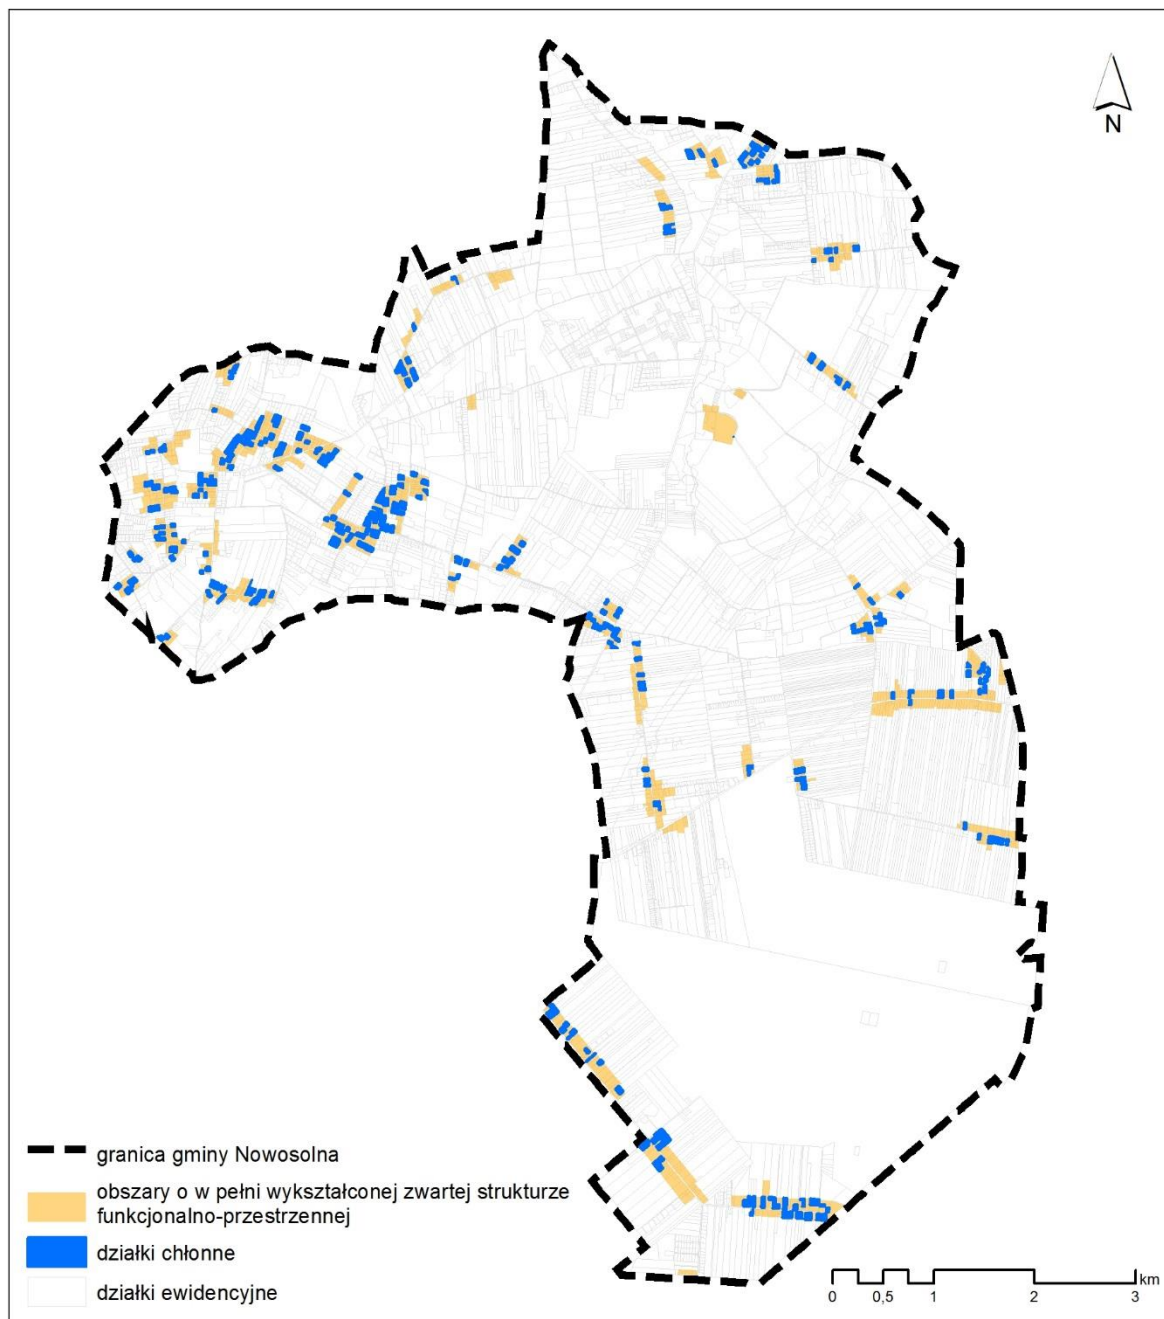 N
granica gminy Nowosolna
obszary o w pełni wykształconej zwartej strukturze
funkcjonalno-przestrzennej
działki chłonne
działki ewidencyjne
km
0 0,5 1 2 3